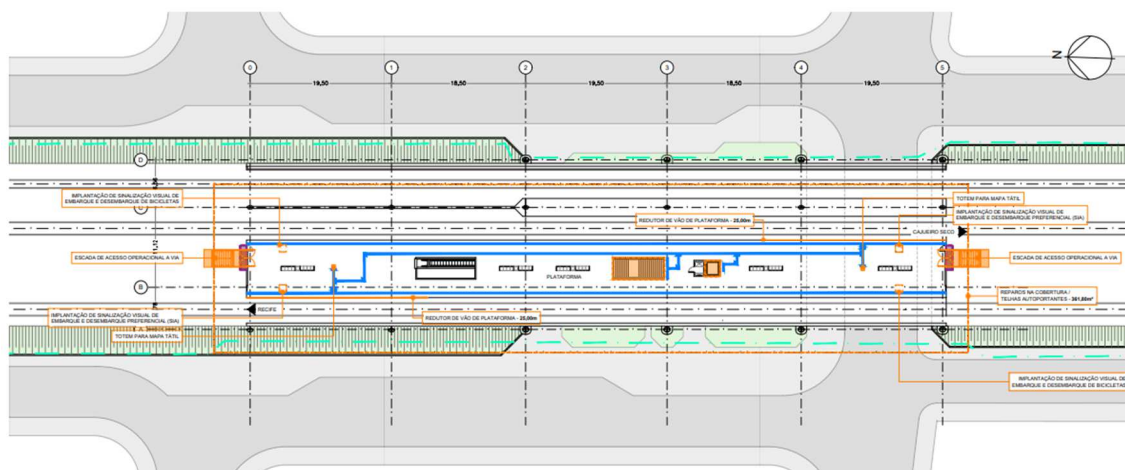 0
1
2
3
4
5
19,50
18,50
19,50
18,50
19,50
N
D
IMPLANTAÇÃO DE SINALIZAÇÃO VISUAL DE
EMBARQUE E DESEMBARQUE DE BICICLETAS
TOTEM PARA MAPA TÁTIL
IMPLANTAÇÃO DE SINALIZAÇÃO VISUAL DE
EMBARQUE E DESEMBARQUE PREFERENCIAL (SIA)
REDUTOR DE VÃO DE PLATAFORMA - 20,00m
CAJUEIRO SECO
ESCADA DE ACESSO OPERACIONAL A VIA
ESCADA DE ACESSO OPERACIONAL A VIA
PLATAFORMA
B
REPAROS NA COBERTURA /
TELHAS AUTOPORTANTES - 361,80m²
RECIFE
IMPLANTAÇÃO DE SINALIZAÇÃO VISUAL DE
EMBARQUE E DESEMBARQUE PREFERENCIAL (SIA)
REDUTOR DE VÃO DE PLATAFORMA - 20,00m
TOTEM PARA MAPA TÁTIL
IMPLANTAÇÃO DE SINALIZAÇÃO VISUAL DE
EMBARQUE E DESEMBARQUE DE BICICLETAS